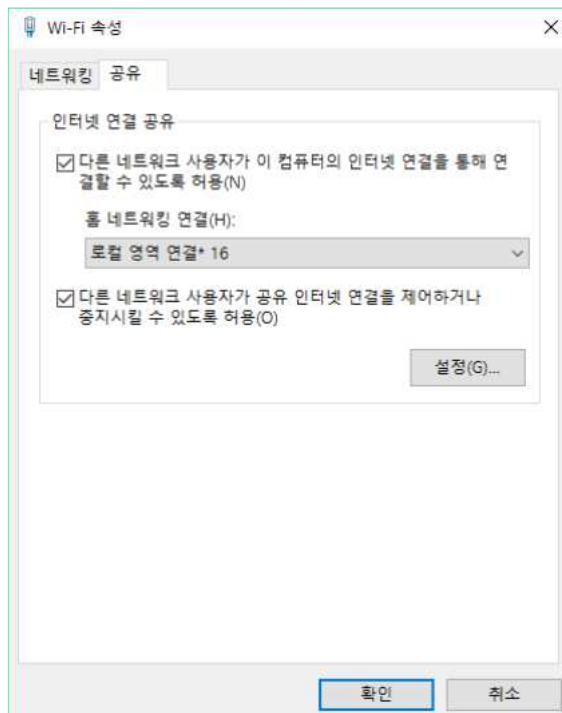 Wi-Fi 속성
네트워킹 공유
인터넷 연결 공유
다른 네트워크 사용자가 이 컴퓨터의 인터넷 연결을 통해 연
결할 수 있도록 허용(N)
홈 네트워킹 연결(H):
로컬 영역 연결* 16
다른 네트워크 사용자가 공유 인터넷 연결을 제어하거나
중지시킬 수 있도록 허용(O)
설정(G)...
확인 취소